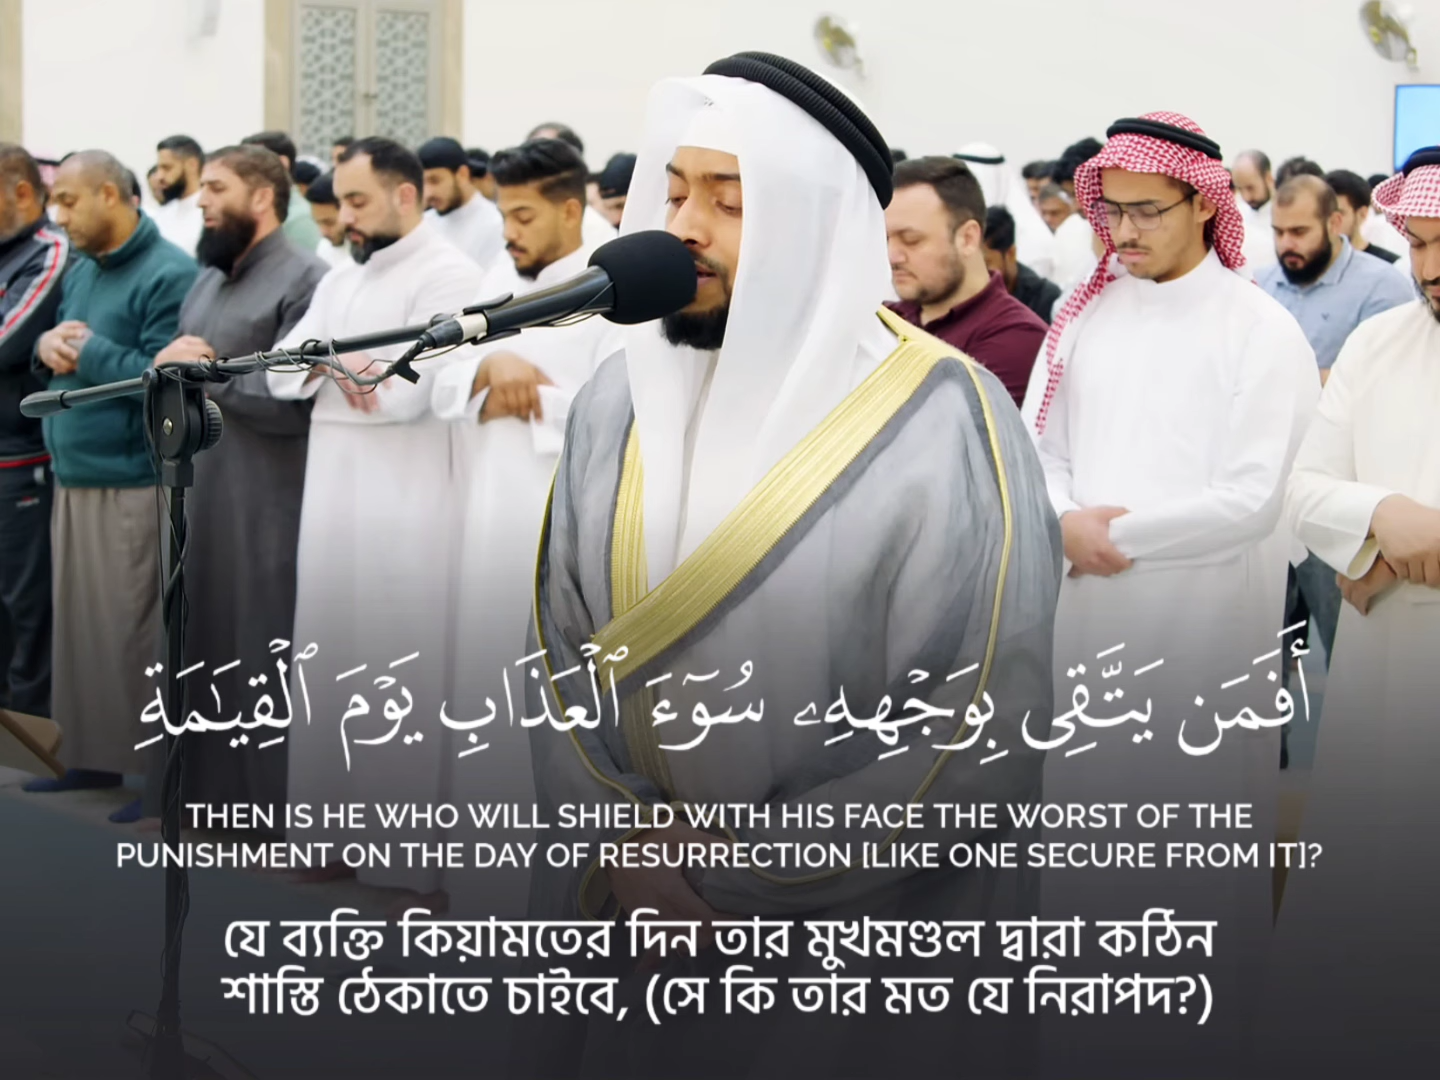 أَفَمَن يَتَّقِى بِوَجْهِهِۦ سُوٓءَ ٱلْعَذَابِ يَوْمَ ٱلْقِيَـٰمَةِ
THEN IS HE WHO WILL SHIELD WITH HIS FACE THE WORST OF THE
PUNISHMENT ON THE DAY OF RESURRECTION [LIKE ONE SECURE FROM IT]?
যে ব্যক্তি কিয়ামতের দিন তার মুখমণ্ডল দ্বারা কঠিন
শাস্তি ঠেকাতে চাইবে, (সে কি তার মত যে নিরাপদ?)